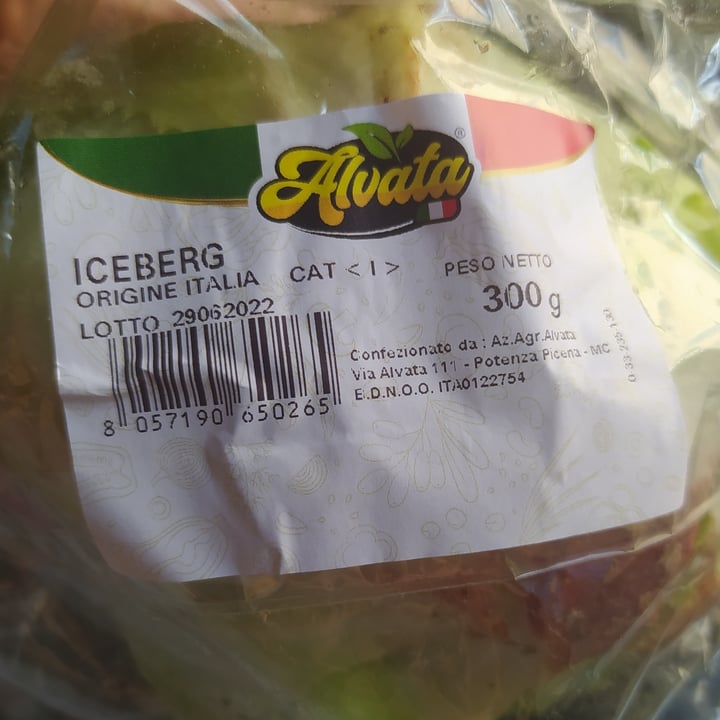 Alvata ®
ICEBERG
ORIGINE ITALIA
CAT < I >
PESO NETTO
300 g
LOTTO 29062022
8 057190 650265
Confezionato da : Az.Agr.Alvata
Via Alvata 111 - Potenza Picena - MC
E.D.N.O.O. ITA0122754